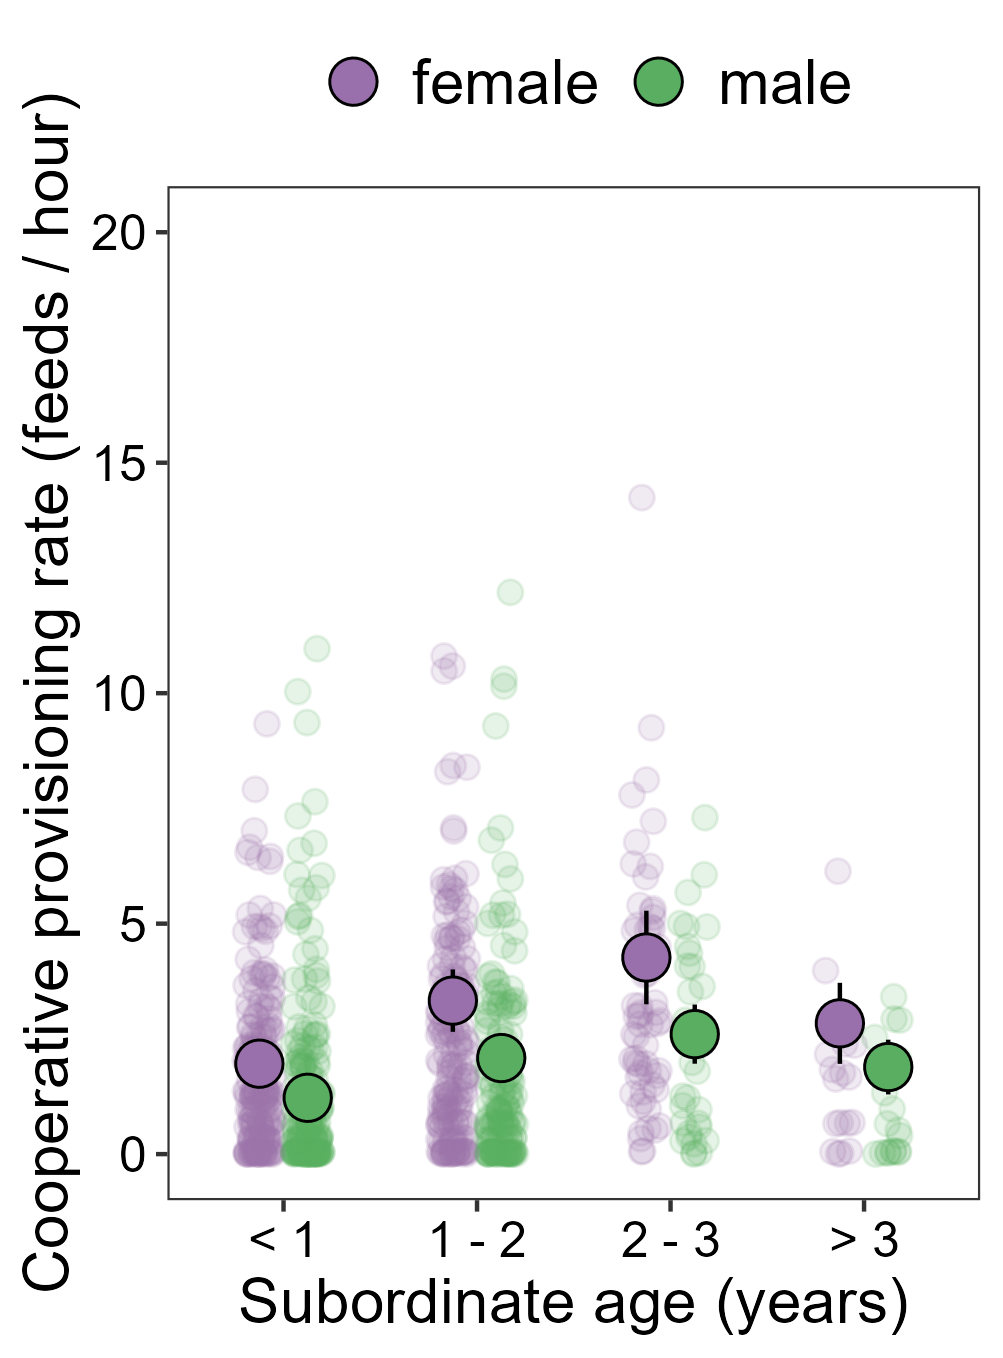 female male
Cooperative provisioning rate (feeds / hour)
20
15
10
5
0
< 1 1 - 2 2 - 3 > 3
Subordinate age (years)